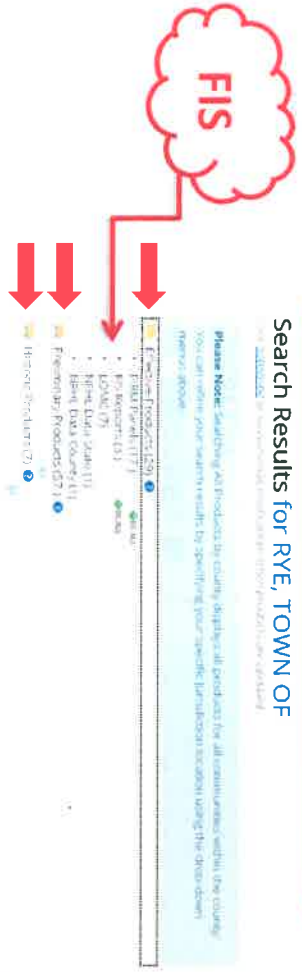 FIS
Search Results for RYE, TOWN OF
Please Note: Searching All Products by county displays all products for all communities within the county.
You can refine your search results by specifying your specific jurisdiction location using the drop-down
menus above.
Effective Products (29)
FIRM Panels (17)
FIS Reports (3)
LOMC (7)
NFHL Data-State (1)
NFHL Data-County (1)
Preliminary Products (57)
Historic Products (7)